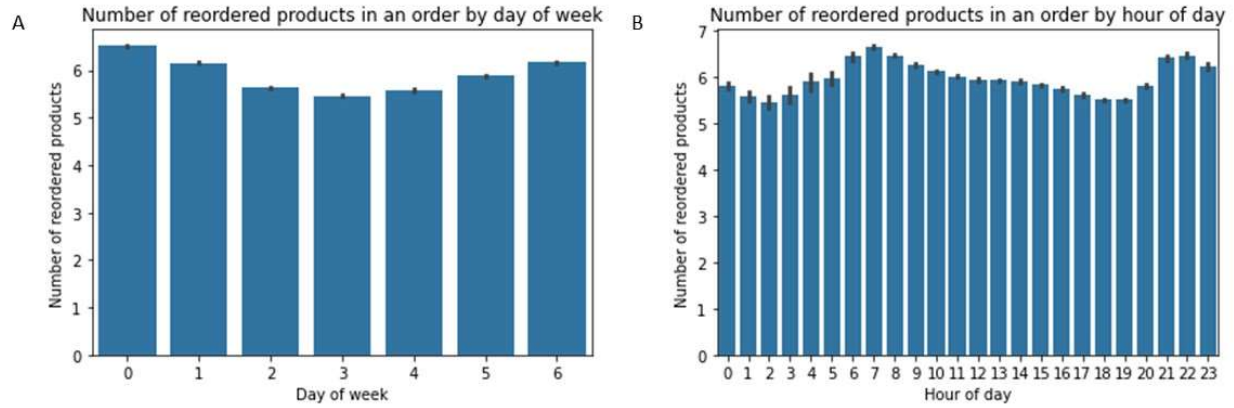 A
Number of reordered products in an order by day of week
Number of reordered products
6
5
4
3
2
1
0
0 1 2 3 4 5 6
Day of week
B
Number of reordered products in an order by hour of day
Number of reordered products
7
6
5
4
3
2
1
0
0 1 2 3 4 5 6 7 8 9 10 11 12 13 14 15 16 17 18 19 20 21 22 23
Hour of day